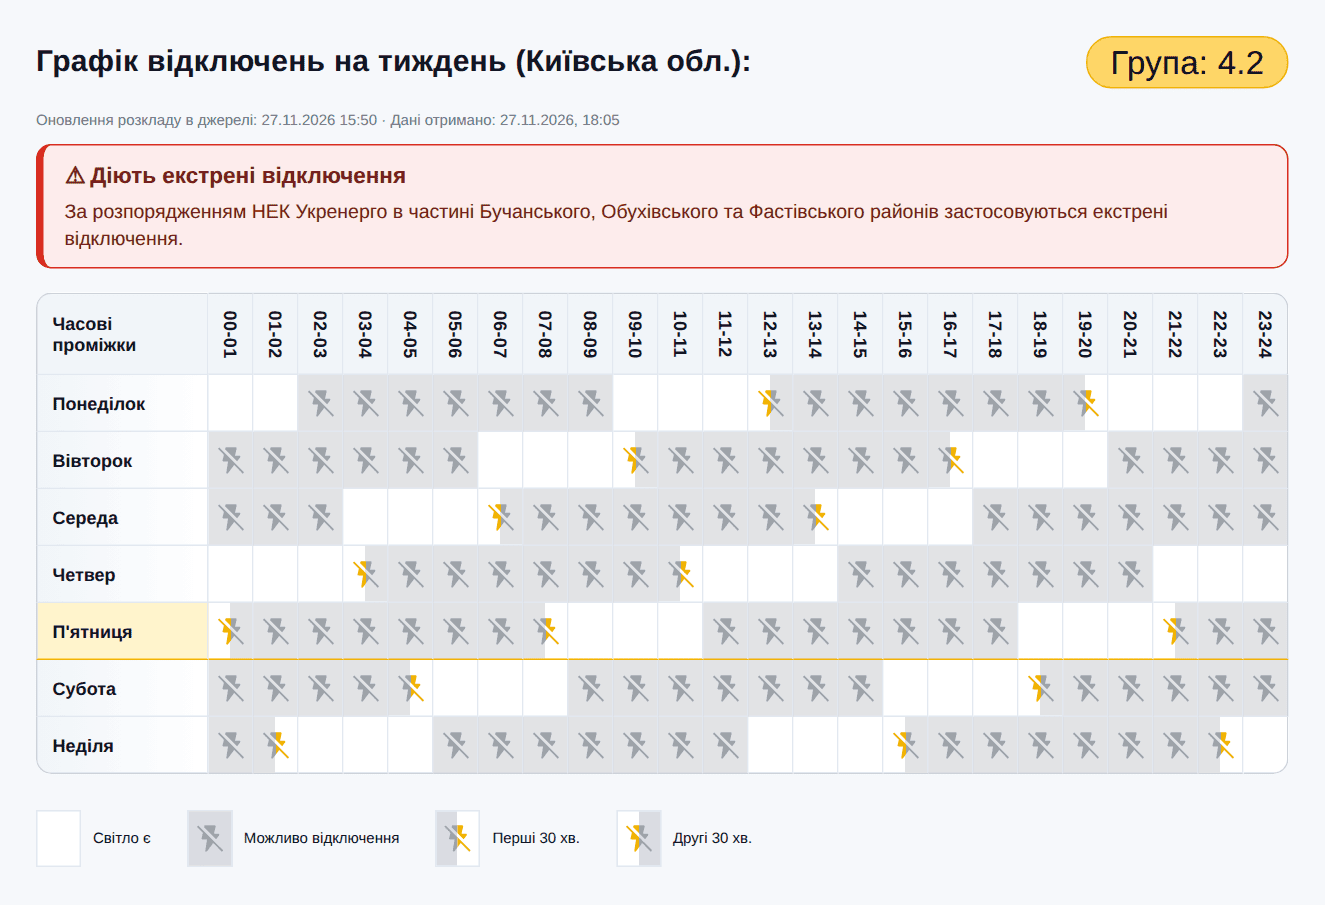 Графік відключень на тиждень (Київська обл.):
Група: 4.2
Оновлення розкладу в джерелі: 27.11.2026 15:50 · Дані отримано: 27.11.2026, 18:05
⚠ Діють екстрені відключення
За розпорядженням НЕК Укренерго в частині Бучанського, Обухівського та Фастівського районів застосовуються екстрені
відключення.
Часові
проміжки
00-01 01-02 02-03 03-04 04-05 05-06 06-07 07-08 08-09 09-10 10-11 11-12 12-13 13-14 14-15 15-16 16-17 17-18 18-19 19-20 20-21 21-22 22-23 23-24
Понеділок
Вівторок
Середа
Четвер
П'ятниця
Субота
Неділя
Світло є
Можливо відключення
Перші 30 хв.
Другі 30 хв.